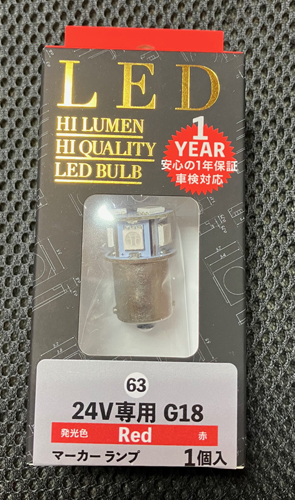 LED
HI LUMEN
HI QUALITY
LED BULB
1
YEAR
安心の1年保証
車検対応
63
24V専用 G18
発光色 Red 赤
マーカーランプ 1個入